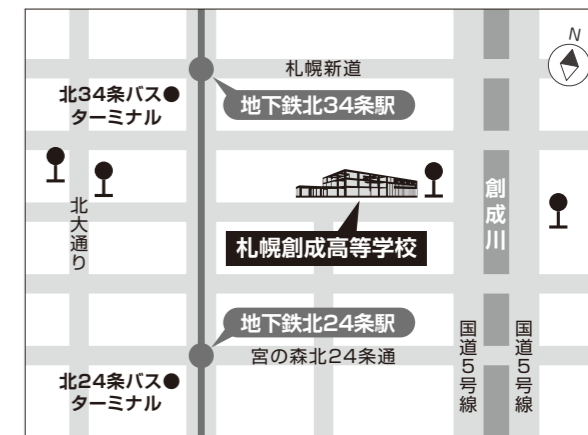 N
札幌新道
北34条バス●
ターミナル
地下鉄北34条駅
北大通り
創成川
札幌創成高等学校
地下鉄北24条駅
宮の森北24条通
国道5号線
国道5号線
北24条バス●
ターミナル